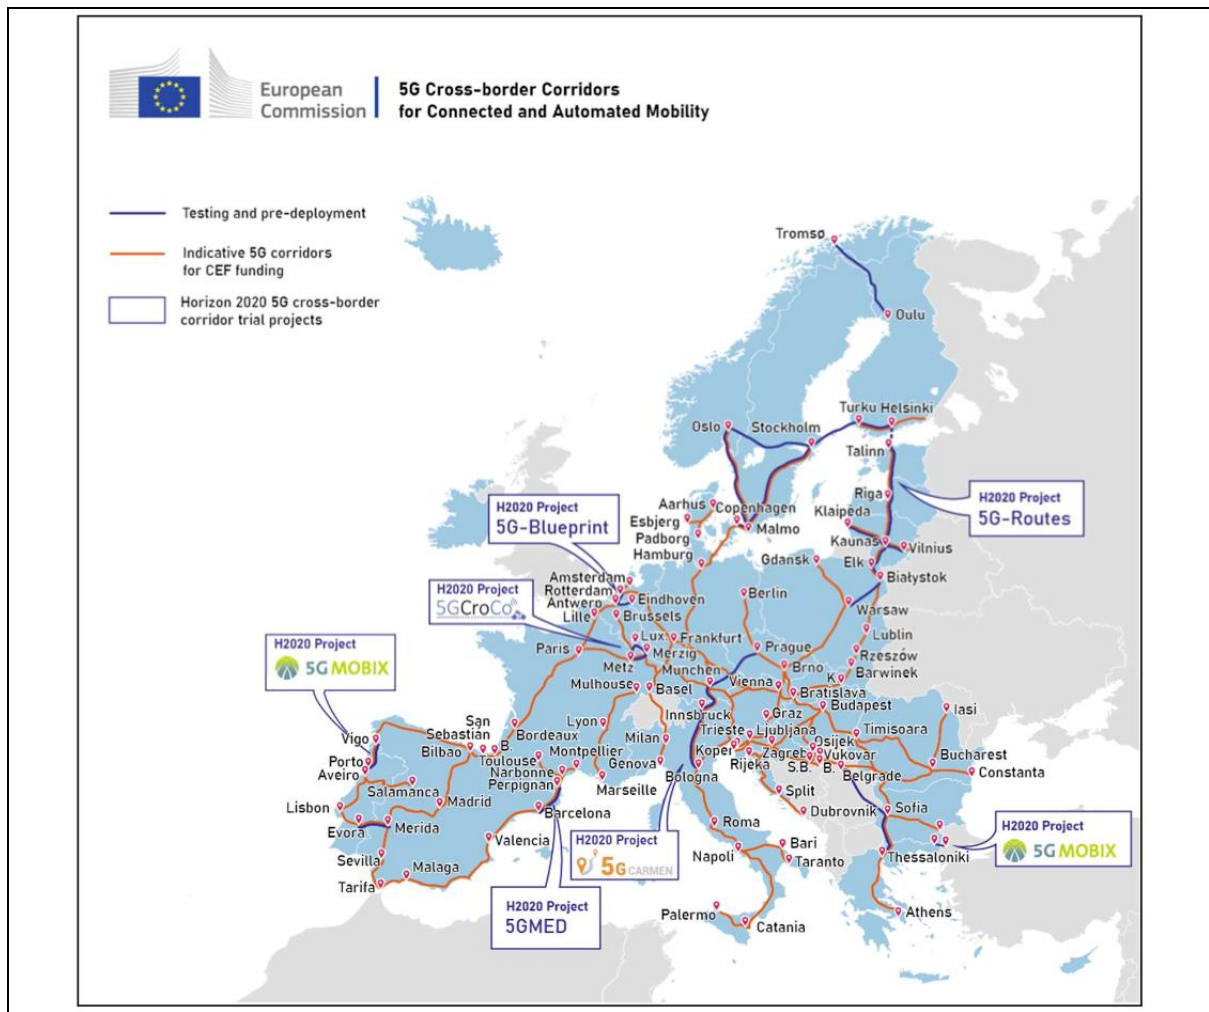 European
Commission
5G Cross-border Corridors
for Connected and Automated Mobility
Testing and pre-deployment
Indicative 5G corridors
for CEF funding
Horizon 2020 5G cross-border
corridor trial projects
Tromsø
Oulu
Turku Helsinki
Oslo
Stockholm
Talinn
Riga
H2020 Project
5G-Routes
H2020 Project
5G-Blueprint
Aarhus
Copenhagen
Klaipeda
Esbjerg
Malmo
Padborg
Kaunas
Vilnius
Hamburg
Gdansk
Elk
Białystok
Amsterdam
Rotterdam
Antwerp
Eindhoven
Berlin
Lille
Brussels
Warsaw
H2020 Project
5GCroCo
Lux.
Frankfurt
Lublin
Paris
Merzig
Prague
Rzeszów
Metz
Munchen
Brno
Barwinek
H2020 Project
5G MOBIX
Mulhouse
Basel
Vienna
K.
Bratislava
Budapest
Innsbruck
Iasi
San
Sebastian
Lyon
Graz
Bordeaux
Trieste
Ljubljana
Timisoara
Vigo
Bilbao
B.
Milan
Koper
Zagreb
Osijek
Montpellier
Toulouse
Vukovar
Bucharest
Porto
Genova
Rijeka
S.B.
B.
Aveiro
Narbonne
Bologna
Belgrade
Constanta
Salamanca
Perpignan
Marseille
Split
Lisbon
Madrid
Barcelona
Dubrovnik
Sofia
Evora
Merida
Roma
Valencia
H2020 Project
5G CARMEN
Bari
H2020 Project
5G MOBIX
Sevilla
Napoli
Taranto
Thessaloniki
Malaga
Tarifa
H2020 Project
5GMED
Palermo
Catania
Athens